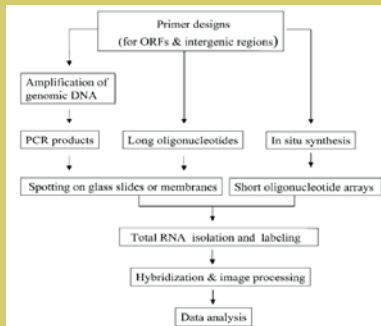 Primer designs
(for ORFs & intergenic regions)
Amplification of
genomic DNA
PCR products
Long oligonucleotides
In situ synthesis
Spotting on glass slides or membranes
Short oligonucleotide arrays
Total RNA isolation and labeling
Hybridization & image processing
Data analysis